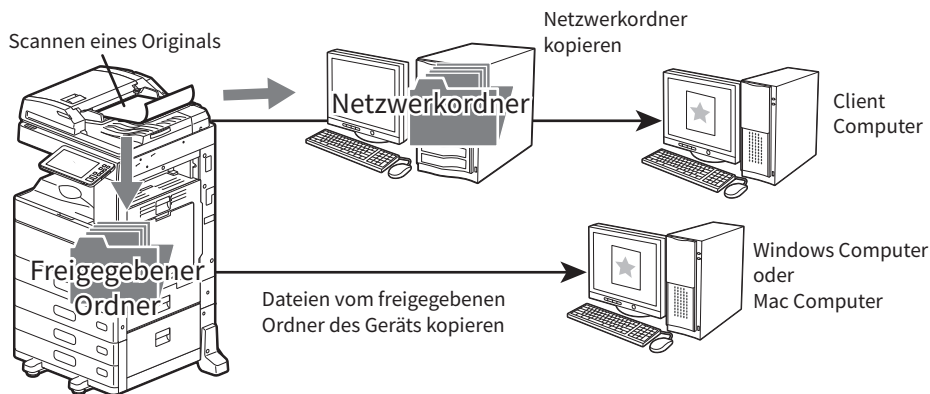 Scannen eines Originals
Netzwerkordner
kopieren
Netzwerkordner
Client
Computer
Freigegebener
Ordner
Dateien vom freigegebenen
Ordner des Geräts kopieren
Windows Computer
oder
Mac Computer